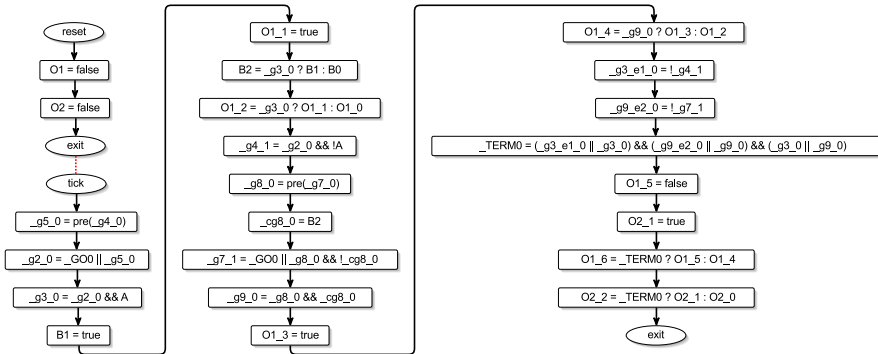 reset
O1 = false
O2 = false
exit
tick
_g5_0 = pre(_g4_0)
_g2_0 = _GO0 || _g5_0
_g3_0 = _g2_0 && A
B1 = true
O1_1 = true
B2 = _g3_0 ? B1 : B0
O1_2 = _g3_0 ? O1_1 : O1_0
_g4_1 = _g2_0 && !A
_g8_0 = pre(_g7_0)
_cg8_0 = B2
_g7_1 = _GO0 || _g8_0 && !_cg8_0
_g9_0 = _g8_0 && _cg8_0
O1_3 = true
O1_4 = _g9_0 ? O1_3 : O1_2
_g3_e1_0 = !_g4_1
_g9_e2_0 = !_g7_1
_TERM0 = (_g3_e1_0 || _g3_0) && (_g9_e2_0 || _g9_0) && (_g3_0 || _g9_0)
O1_5 = false
O2_1 = true
O1_6 = _TERM0 ? O1_5 : O1_4
O2_2 = _TERM0 ? O2_1 : O2_0
exit